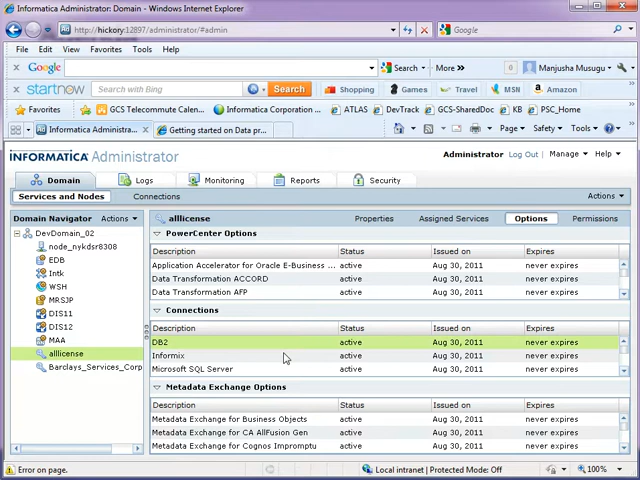 Informatica Administrator: Domain - Windows Internet Explorer
http://hickory:12897/administrator/#admin
Google
File Edit View Favorites Tools Help
Google Search More » Manjusha Musugu
startnow Search with Bing Search Shopping Games Travel MSN Amazon
Favorites GCS Telecommute Calen... Informatica Corporation ... ATLAS DevTrack GCS-SharedDoc KB PSC_Home
Informatica Administra... Getting started on Data pr... Page Safety Tools
INFORMATICA Administrator
Administrator Log Out Manage Help
Domain Logs Monitoring Reports Security
Services and Nodes Connections Actions
Domain Navigator Actions
DevDomain_02
node_nykdsr8308
EDB
Intk
WSH
MRSJP
DIS11
DIS12
MAA
alllicense
Barclays_Services_Corp
alllicense Properties Assigned Services Options Permissions
PowerCenter Options
Description Status Issued on Expires
Application Accelerator for Oracle E-Business ... active Aug 30, 2011 never expires
Data Transformation ACCORD active Aug 30, 2011 never expires
Data Transformation AFP active Aug 30, 2011 never expires
Connections
Description Status Issued on Expires
DB2 active Aug 30, 2011 never expires
Informix active Aug 30, 2011 never expires
Microsoft SQL Server active Aug 30, 2011 never expires
Metadata Exchange Options
Description Status Issued on Expires
Metadata Exchange for Business Objects active Aug 30, 2011 never expires
Metadata Exchange for CA AllFusion Gen active Aug 30, 2011 never expires
Metadata Exchange for Cognos Impromptu active Aug 30, 2011 never expires
Error on page. Local intranet | Protected Mode: Off 100%